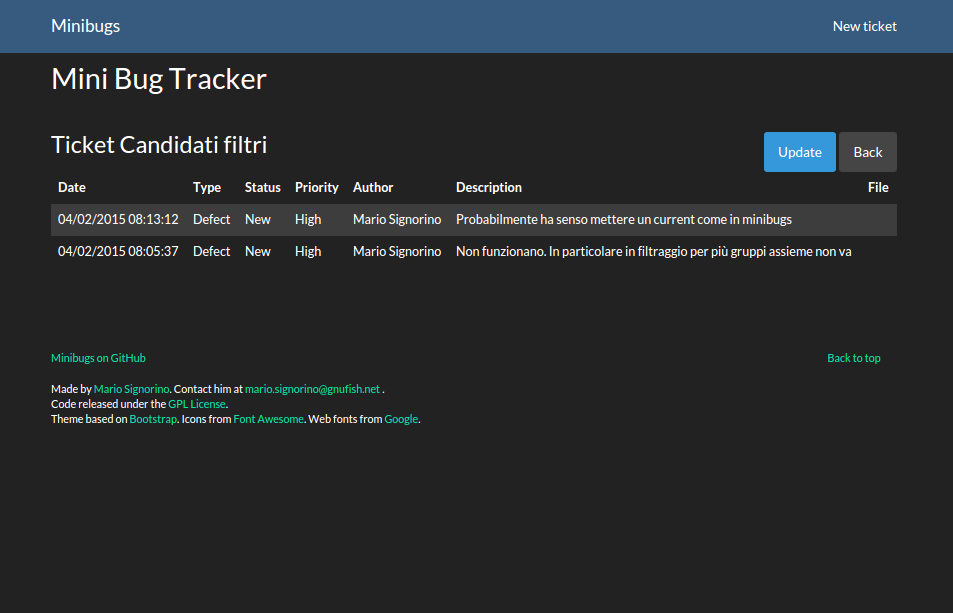 Minibugs New ticket
Mini Bug Tracker
Ticket Candidati filtri Update Back
Date Type Status Priority Author Description File
04/02/2015 08:13:12 Defect New High Mario Signorino Probabilmente ha senso mettere un current come in minibugs
04/02/2015 08:05:37 Defect New High Mario Signorino Non funzionano. In particolare in filtraggio per più gruppi assieme non va
Minibugs on GitHub Back to top
Made by Mario Signorino. Contact him at mario.signorino@gnufish.net .
Code released under the GPL License.
Theme based on Bootstrap. Icons from Font Awesome. Web fonts from Google.